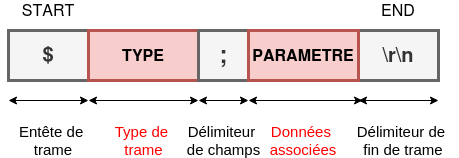 START
END
$
TYPE
;
PARAMETRE
\r\n
Entête de
trame
Type de
trame
Délimiteur
de champs
Données
associées
Délimiteur de
fin de trame